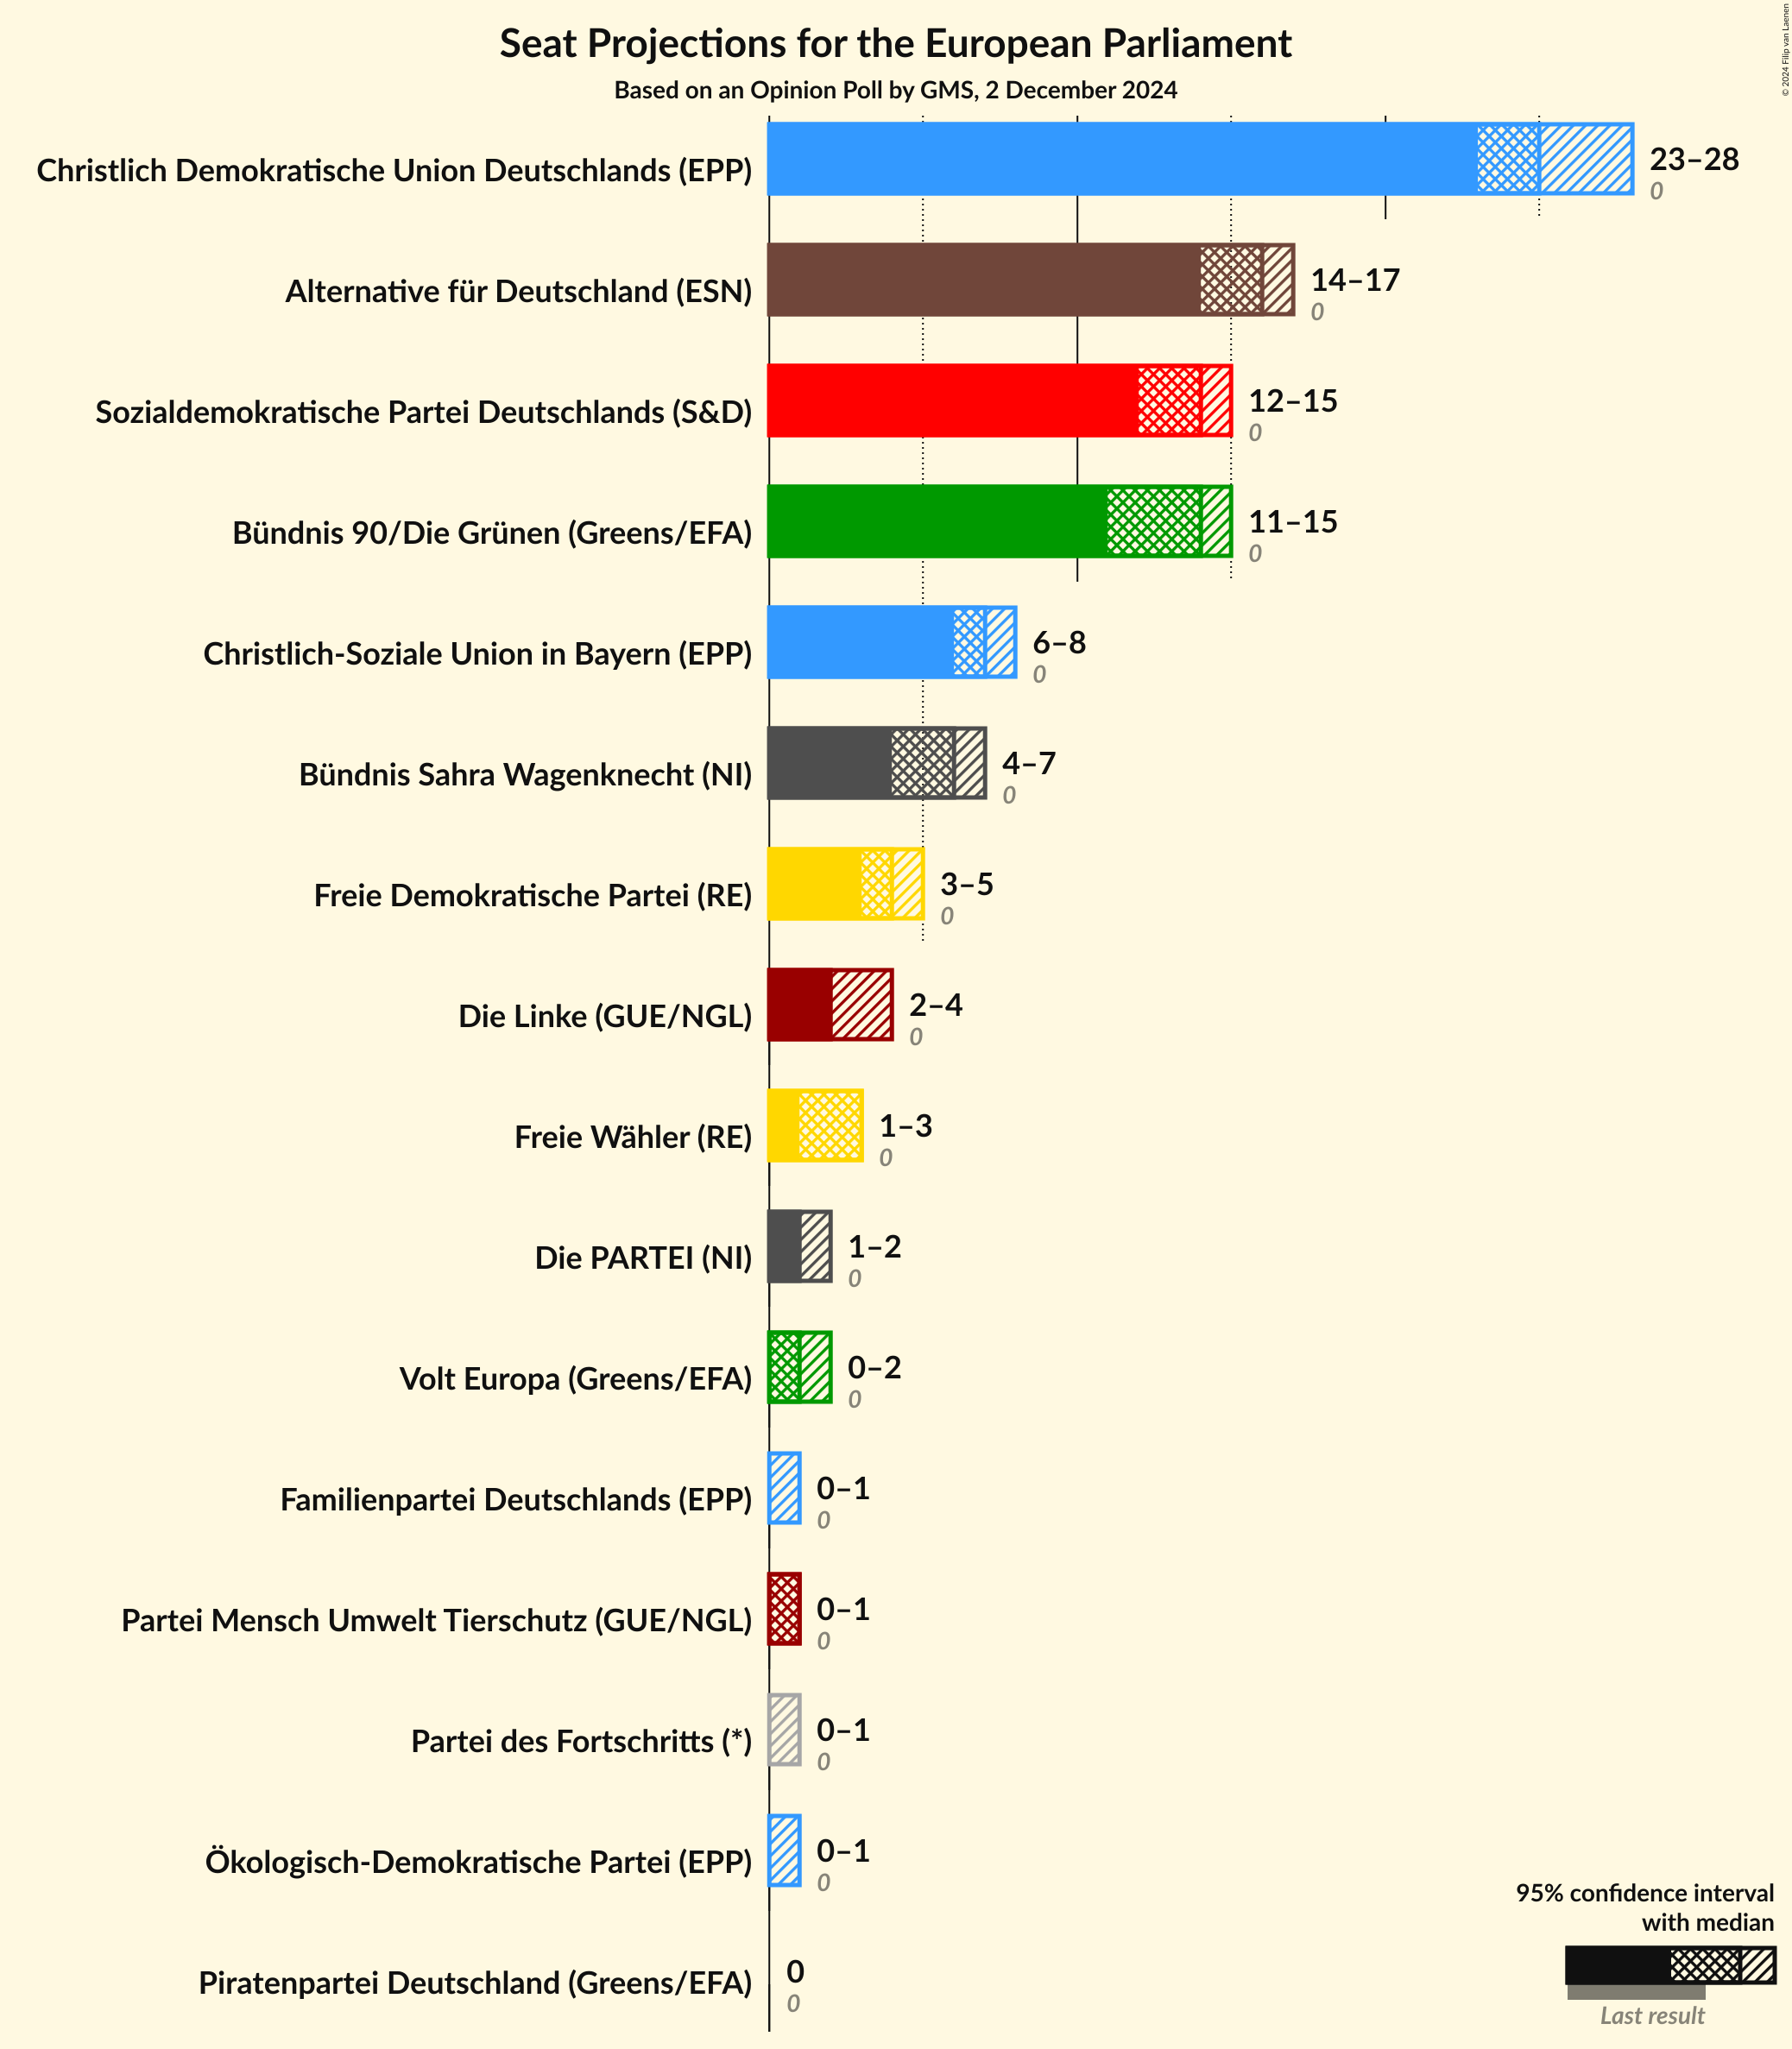 Seat Projections for the European Parliament
Based on an Opinion Poll by GMS, 2 December 2024
© 2024 Filip van Laenen
Christlich Demokratische Union Deutschlands (EPP)
23–28
0
Alternative für Deutschland (ESN)
14–17
0
Sozialdemokratische Partei Deutschlands (S&D)
12–15
0
Bündnis 90/Die Grünen (Greens/EFA)
11–15
0
Christlich-Soziale Union in Bayern (EPP)
6–8
0
Bündnis Sahra Wagenknecht (NI)
4–7
0
Freie Demokratische Partei (RE)
3–5
0
Die Linke (GUE/NGL)
2–4
0
Freie Wähler (RE)
1–3
0
Die PARTEI (NI)
1–2
0
Volt Europa (Greens/EFA)
0–2
0
Familienpartei Deutschlands (EPP)
0–1
0
Partei Mensch Umwelt Tierschutz (GUE/NGL)
0–1
0
Partei des Fortschritts (*)
0–1
0
Ökologisch-Demokratische Partei (EPP)
0–1
0
Piratenpartei Deutschland (Greens/EFA)
0
0
95% confidence interval
with median
Last result